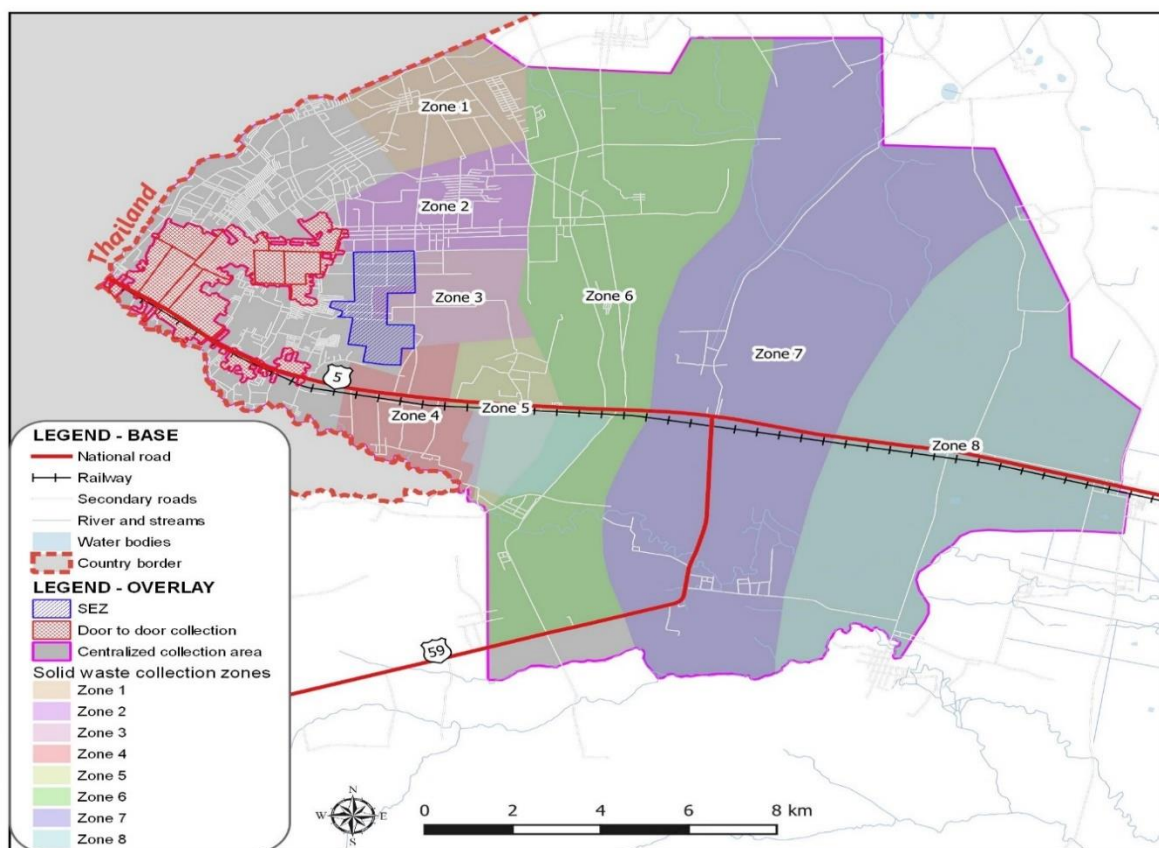 Zone 1
Thailand
Zone 2
Zone 3
Zone 6
Zone 7
5
Zone 4
Zone 5
Zone 8
59
LEGEND - BASE
National road
Railway
Secondary roads
River and streams
Water bodies
Country border
LEGEND - OVERLAY
SEZ
Door to door collection
Centralized collection area
Solid waste collection zones
Zone 1
Zone 2
Zone 3
Zone 4
Zone 5
Zone 6
Zone 7
Zone 8
N
W E
S
0 2 4 6 8 km